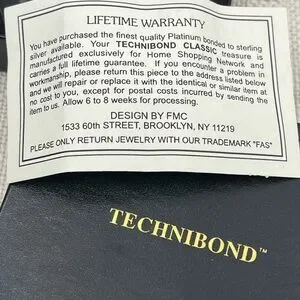 LIFETIME WARRANTY
You have purchased the finest quality Platinum bonded to sterling
silver available. Your TECHNIBOND CLASSIC treasure is
manufactured exclusively for Home Shopping Network and
carries a full lifetime guarantee. If you encounter a problem in
workmanship, please return this piece to the address listed below
and we will repair or replace it with the identical or similar item at
no cost to you, except for postal costs incurred by sending the
item to us. Allow 6 to 8 weeks for processing.
DESIGN BY FMC
1533 60th STREET, BROOKLYN, NY 11219
PLEASE ONLY RETURN JEWELRY WITH OUR TRADEMARK "FAS"
TECHNIBOND™